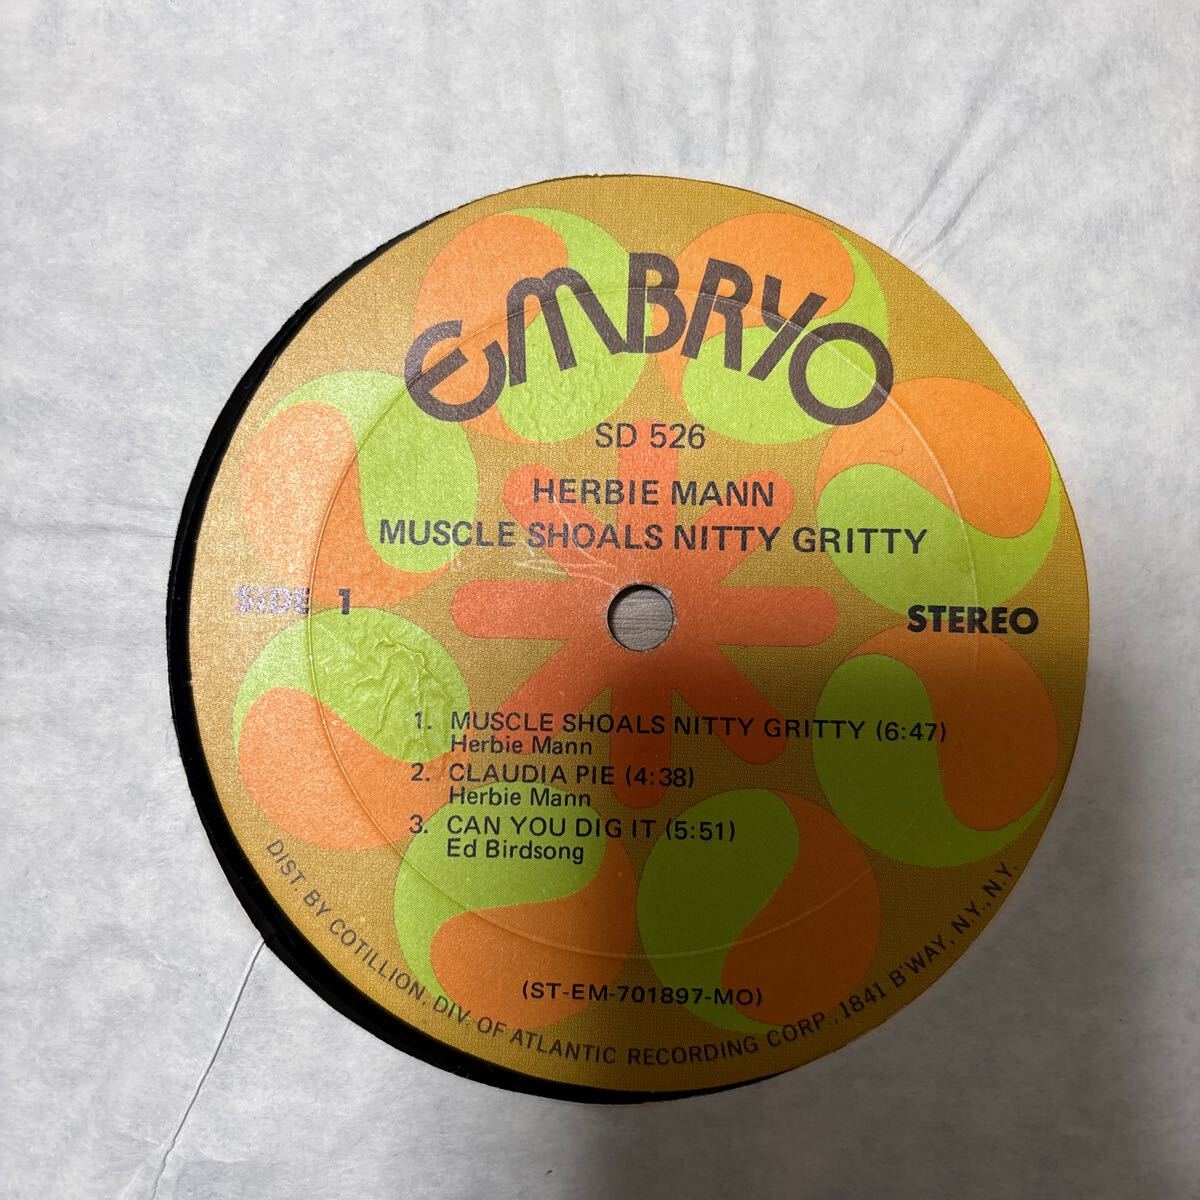 EMBRYO
SD 526
HERBIE MANN
MUSCLE SHOALS NITTY GRITTY
SIDE 1
STEREO
1. MUSCLE SHOALS NITTY GRITTY (6:47)
Herbie Mann
2. CLAUDIA PIE (4:38)
Herbie Mann
3. CAN YOU DIG IT (5:51)
Ed Birdsong
(ST-EM-701897-MO)
DIST. BY COTILLION, DIV. OF ATLANTIC RECORDING CORP., 1841 B'WAY, N.Y., N.Y.